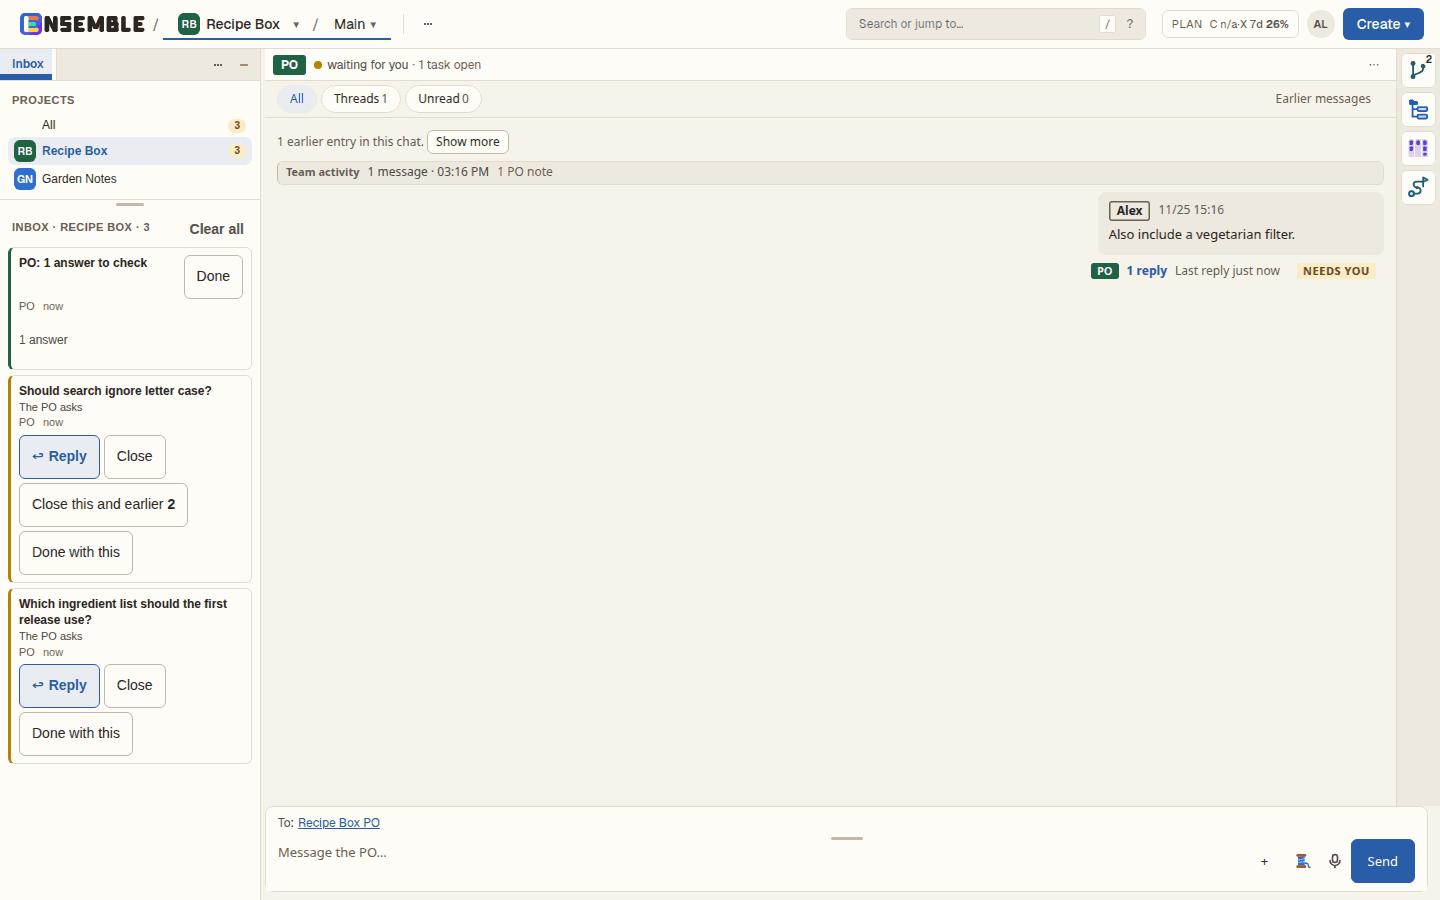 ENSEMBLE / RB Recipe Box ▾ / Main ▾ ···
Search or jump to... / ?
PLAN C n/a·X 7d 26%
AL
Create ▾
Inbox ··· –
PROJECTS
All 3
RB Recipe Box 3
GN Garden Notes
INBOX · RECIPE BOX · 3 Clear all
PO: 1 answer to check
Done
PO now
1 answer
Should search ignore letter case?
The PO asks
PO now
↩ Reply Close
Close this and earlier 2
Done with this
Which ingredient list should the first
release use?
The PO asks
PO now
↩ Reply Close
Done with this
PO waiting for you · 1 task open ···
All Threads 1 Unread 0 Earlier messages
1 earlier entry in this chat. Show more
Team activity 1 message · 03:16 PM 1 PO note
Alex 11/25 15:16
Also include a vegetarian filter.
PO 1 reply Last reply just now NEEDS YOU
2
To: Recipe Box PO
Message the PO...
+ Send